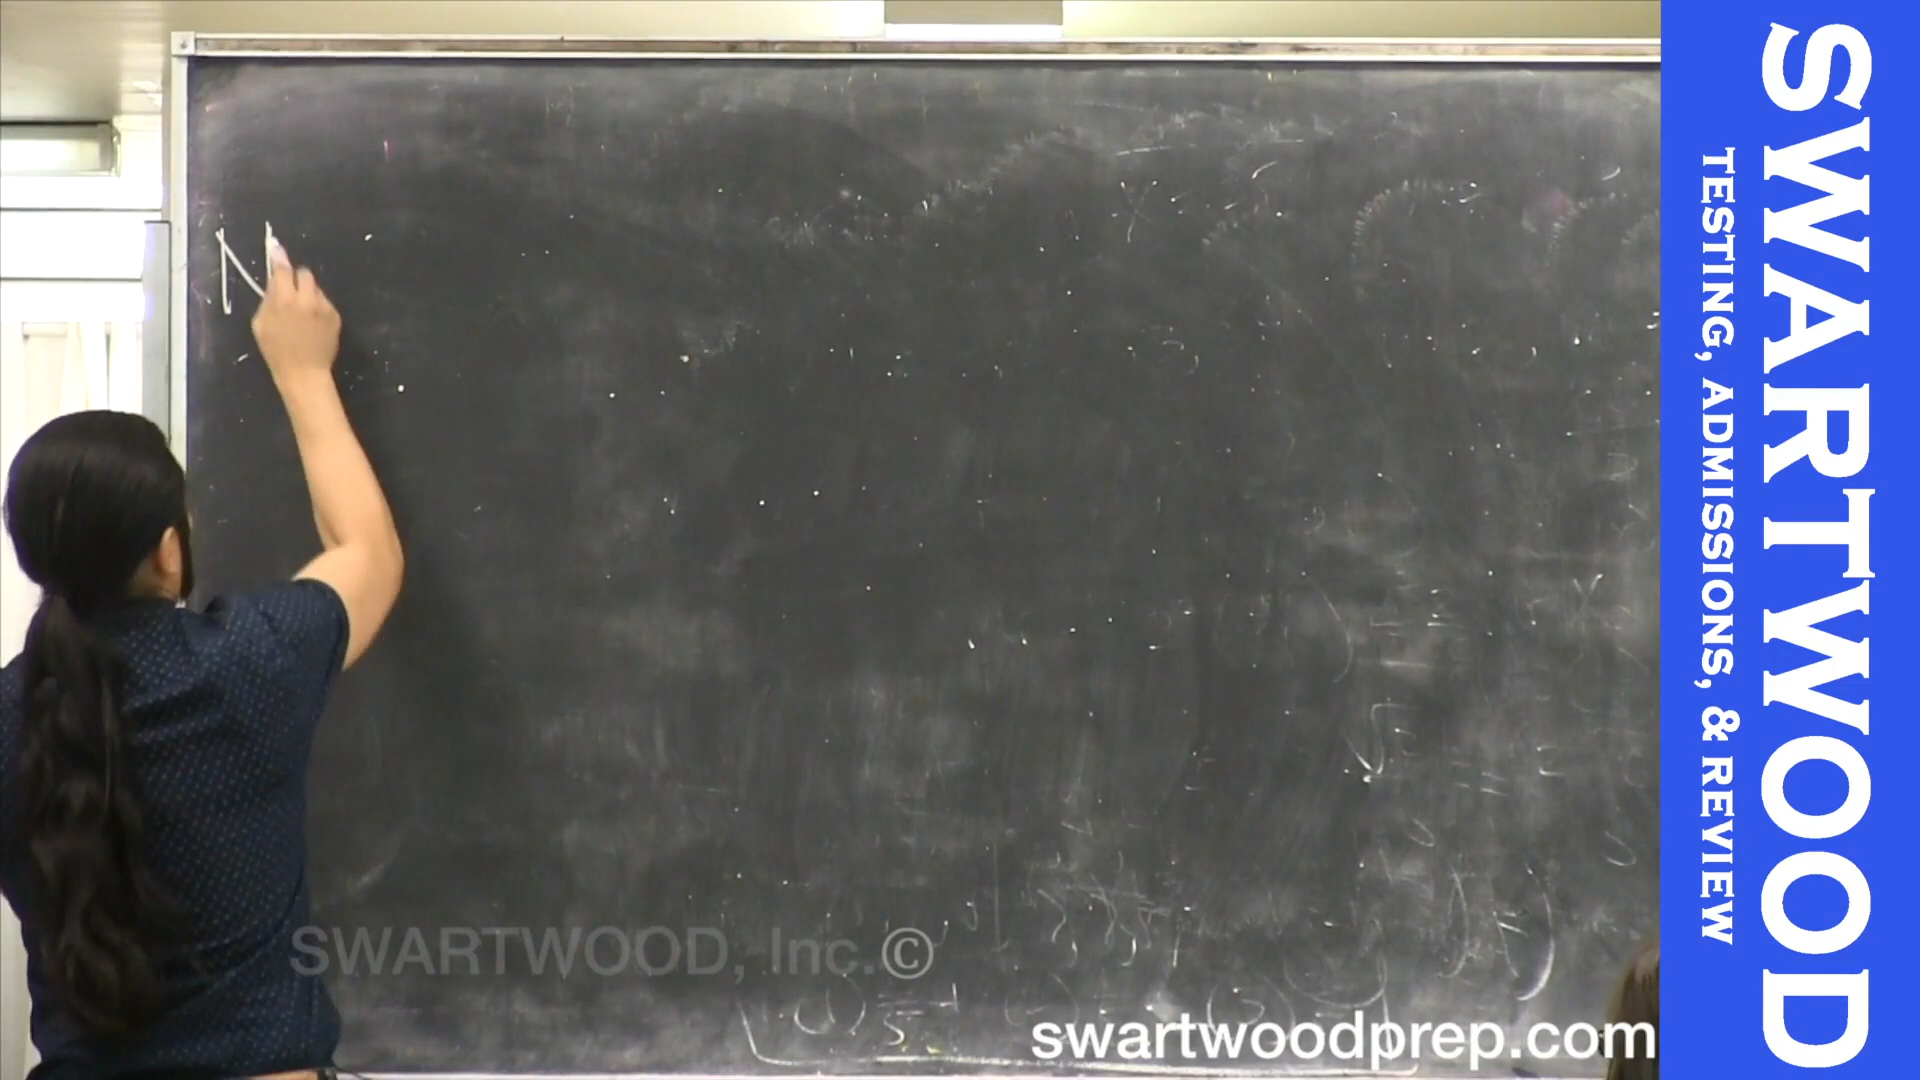 N
SWARTWOOD
TESTING, ADMISSIONS, & REVIEW
SWARTWOOD, Inc.©
swartwoodprep.com